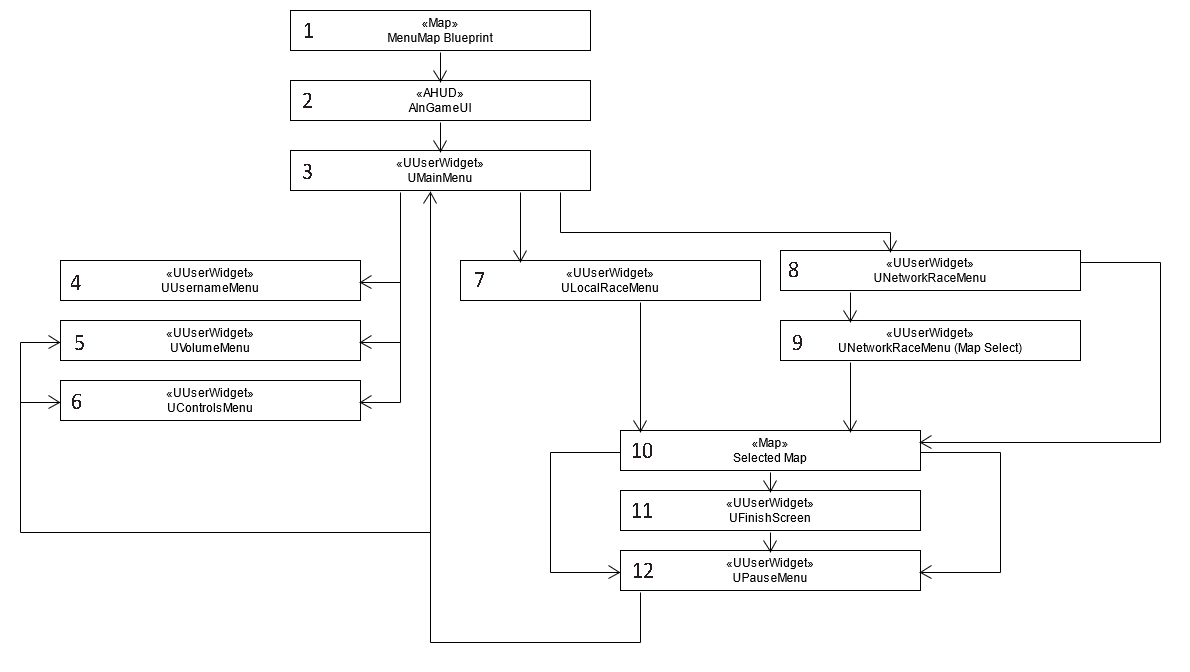 1
«Map»
MenuMap Blueprint
2
«AHUD»
AInGameUI
3
«UUserWidget»
UMainMenu
4
«UUserWidget»
UUsernameMenu
5
«UUserWidget»
UVolumeMenu
6
«UUserWidget»
UControlsMenu
7
«UUserWidget»
ULocalRaceMenu
8
«UUserWidget»
UNetworkRaceMenu
9
«UUserWidget»
UNetworkRaceMenu (Map Select)
10
«Map»
Selected Map
11
«UUserWidget»
UFinishScreen
12
«UUserWidget»
UPauseMenu